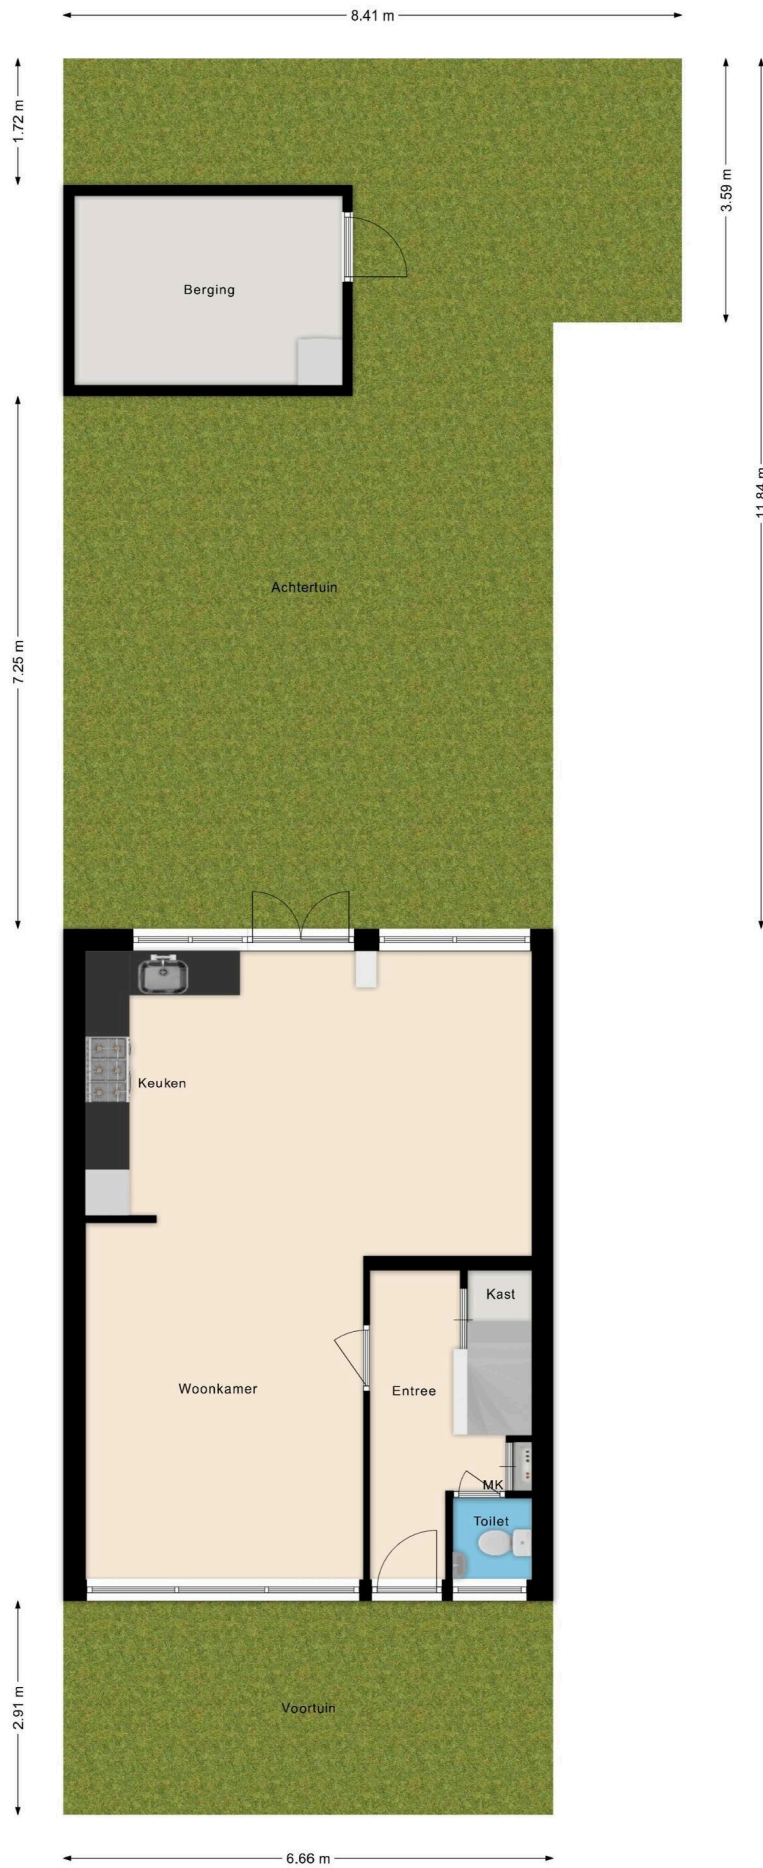 8.41 m
1.72 m
3.59 m
Berging
11.84 m
Achtertuin
7.25 m
Keuken
Kast
Woonkamer
Entree
MK
Toilet
2.91 m
Voortuin
6.66 m